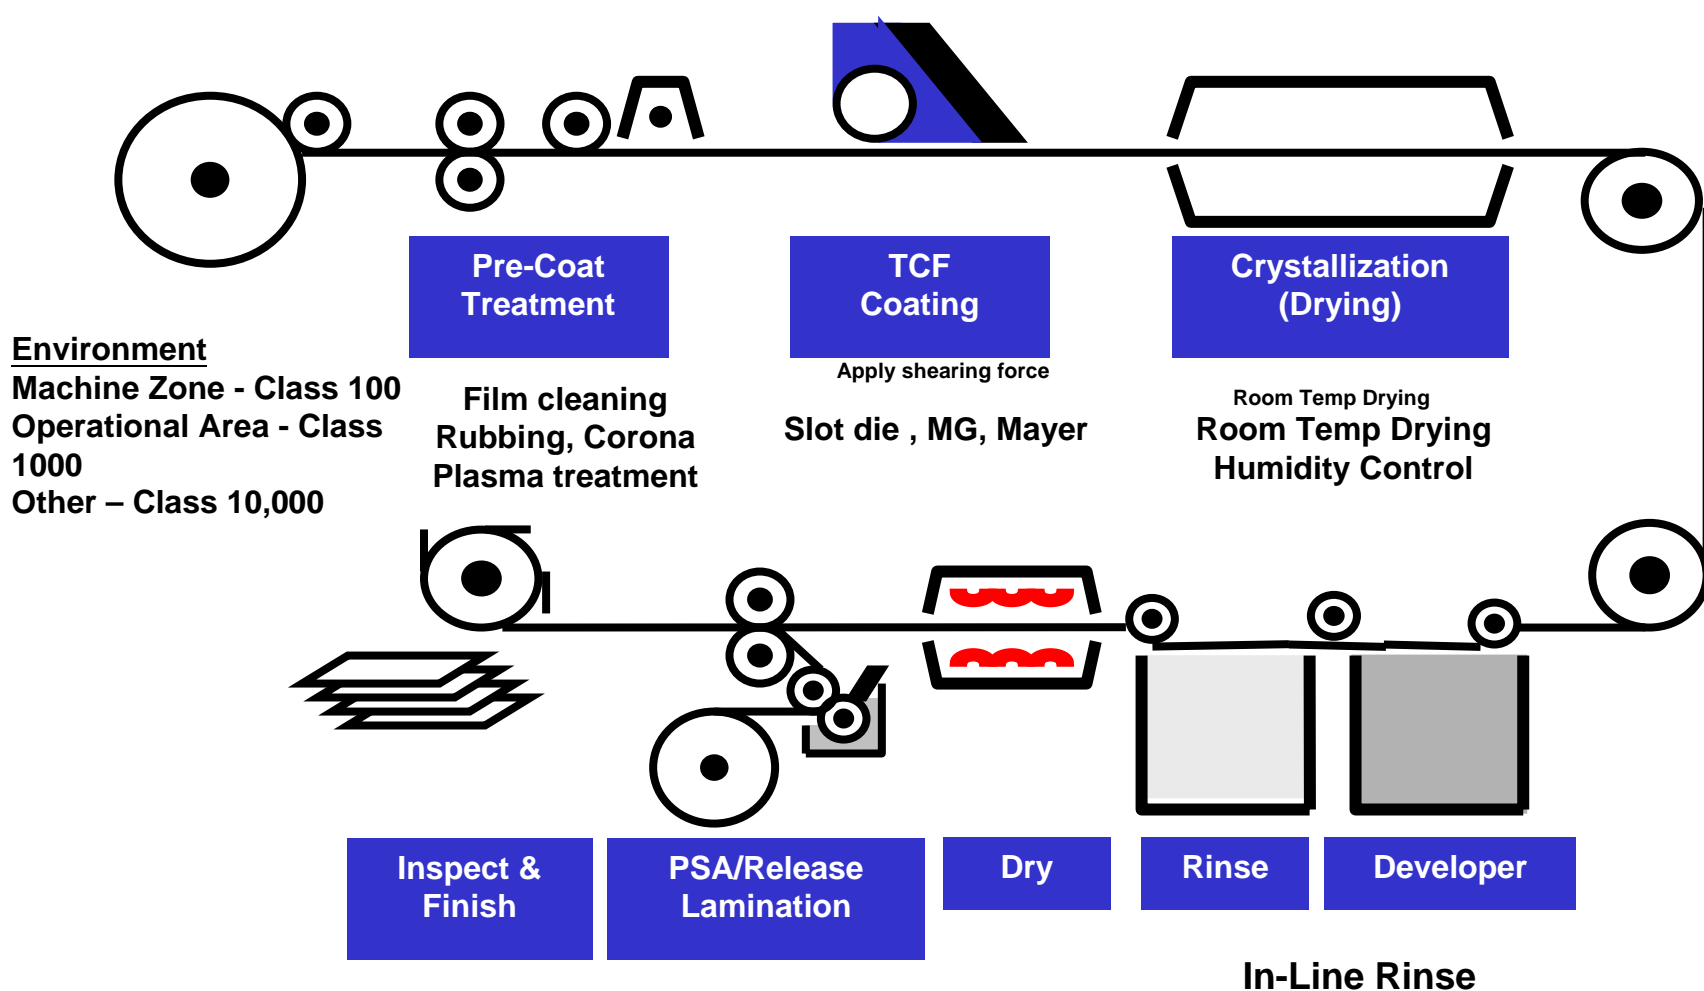 Pre-Coat
Treatment
TCF
Coating
Crystallization
(Drying)
Environment
Machine Zone - Class 100
Operational Area - Class
1000
Other – Class 10,000
Film cleaning
Rubbing, Corona
Plasma treatment
Apply shearing force
Slot die , MG, Mayer
Room Temp Drying
Room Temp Drying
Humidity Control
Inspect &
Finish
PSA/Release
Lamination
Dry
Rinse
Developer
In-Line Rinse